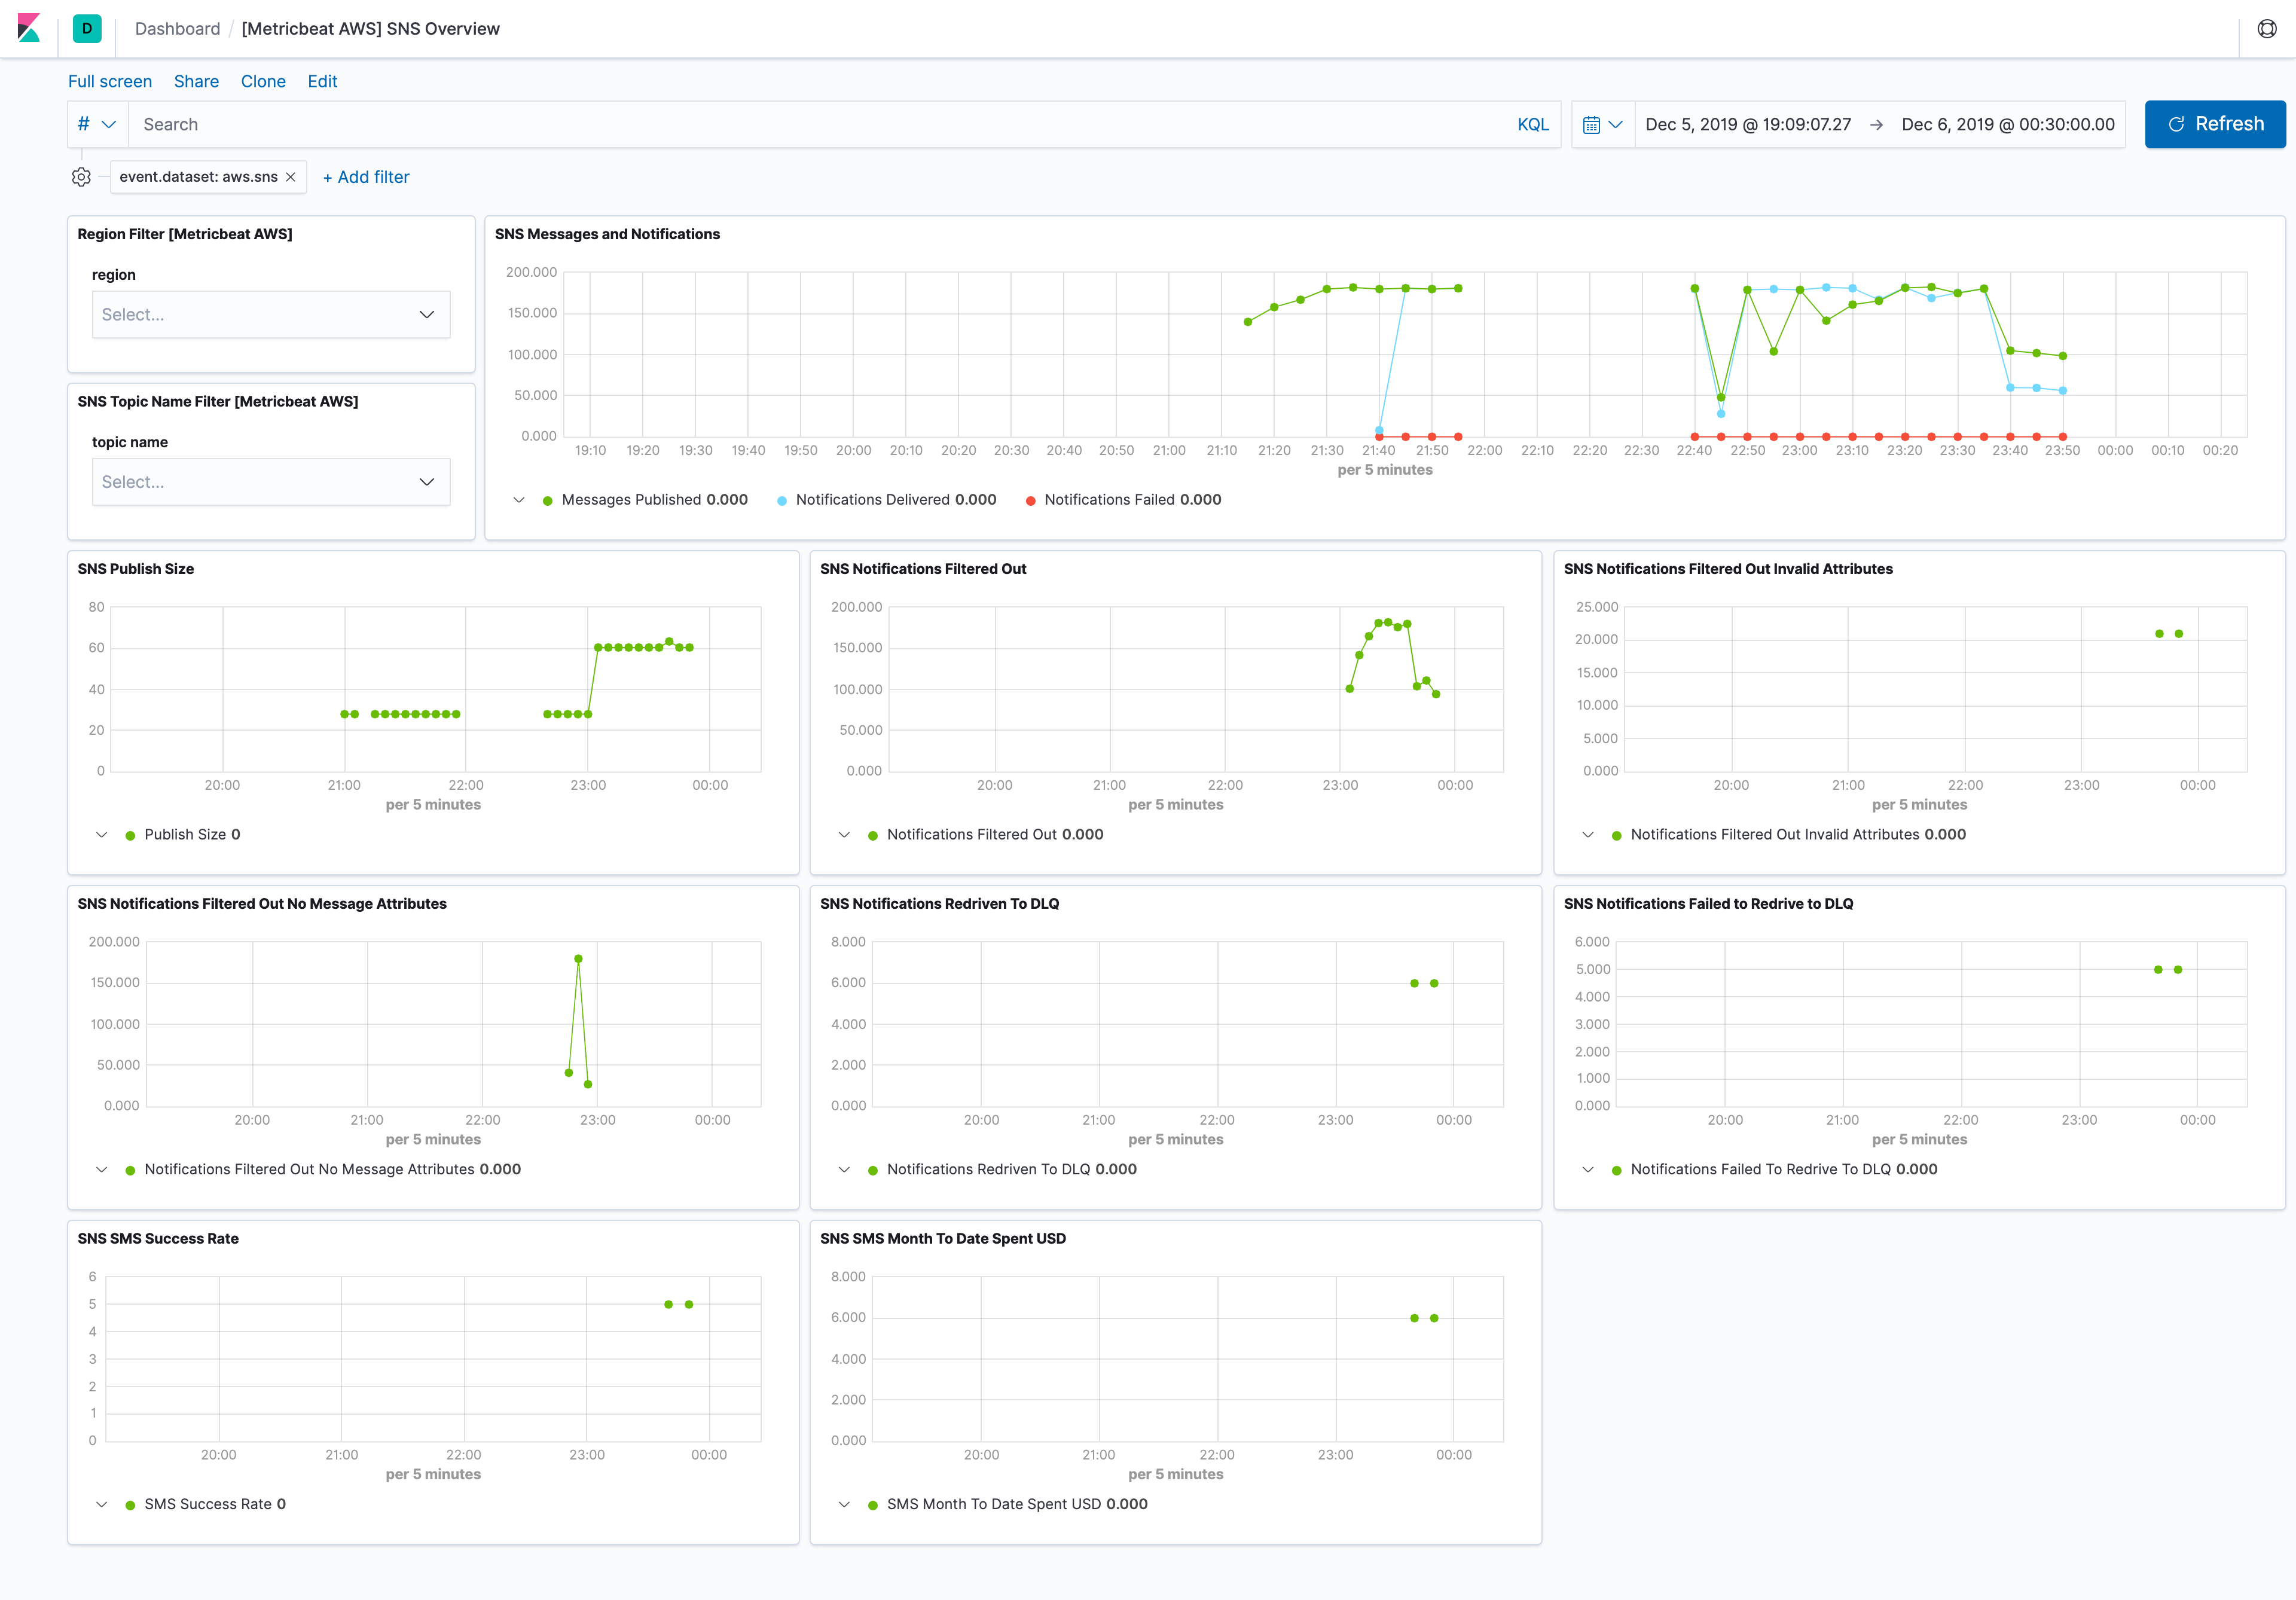 D Dashboard / [Metricbeat AWS] SNS Overview
Full screen Share Clone Edit
# Search KQL Dec 5, 2019 @ 19:09:07.27 → Dec 6, 2019 @ 00:30:00.00 Refresh
event.dataset: aws.sns × + Add filter
Region Filter [Metricbeat AWS]
region
Select...
SNS Topic Name Filter [Metricbeat AWS]
topic name
Select...
SNS Messages and Notifications
200.000
150.000
100.000
50.000
0.000
19:10 19:20 19:30 19:40 19:50 20:00 20:10 20:20 20:30 20:40 20:50 21:00 21:10 21:20 21:30 21:40 21:50 22:00 22:10 22:20 22:30 22:40 22:50 23:00 23:10 23:20 23:30 23:40 23:50 00:00 00:10 00:20
per 5 minutes
Messages Published 0.000 Notifications Delivered 0.000 Notifications Failed 0.000
SNS Publish Size
80
60
40
20
0
20:00 21:00 22:00 23:00 00:00
per 5 minutes
Publish Size 0
SNS Notifications Filtered Out
200.000
150.000
100.000
50.000
0.000
20:00 21:00 22:00 23:00 00:00
per 5 minutes
Notifications Filtered Out 0.000
SNS Notifications Filtered Out Invalid Attributes
25.000
20.000
15.000
10.000
5.000
0.000
20:00 21:00 22:00 23:00 00:00
per 5 minutes
Notifications Filtered Out Invalid Attributes 0.000
SNS Notifications Filtered Out No Message Attributes
200.000
150.000
100.000
50.000
0.000
20:00 21:00 22:00 23:00 00:00
per 5 minutes
Notifications Filtered Out No Message Attributes 0.000
SNS Notifications Redriven To DLQ
8.000
6.000
4.000
2.000
0.000
20:00 21:00 22:00 23:00 00:00
per 5 minutes
Notifications Redriven To DLQ 0.000
SNS Notifications Failed to Redrive to DLQ
6.000
5.000
4.000
3.000
2.000
1.000
0.000
20:00 21:00 22:00 23:00 00:00
per 5 minutes
Notifications Failed To Redrive To DLQ 0.000
SNS SMS Success Rate
6
5
4
3
2
1
0
20:00 21:00 22:00 23:00 00:00
per 5 minutes
SMS Success Rate 0
SNS SMS Month To Date Spent USD
8.000
6.000
4.000
2.000
0.000
20:00 21:00 22:00 23:00 00:00
per 5 minutes
SMS Month To Date Spent USD 0.000